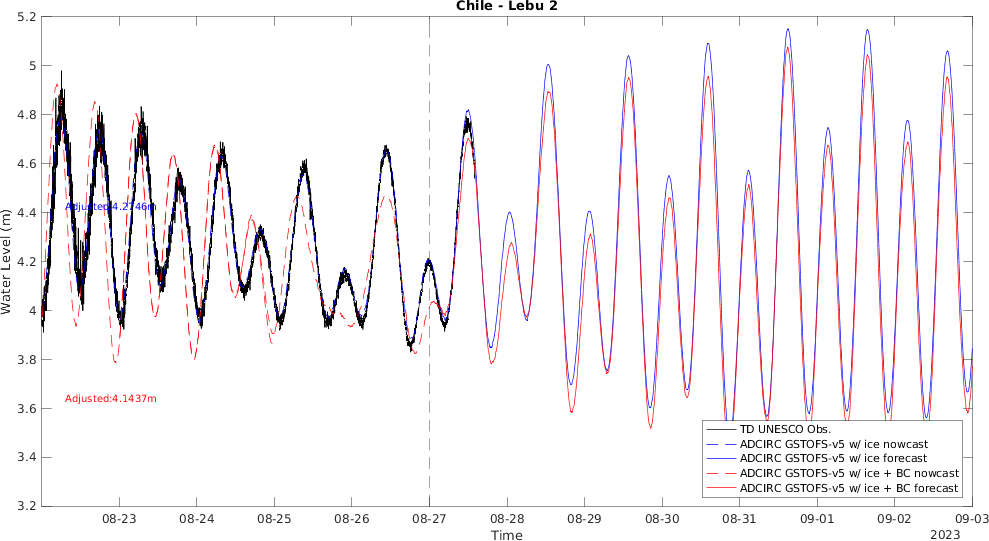 Chile - Lebu 2
5.2
5
4.8
4.6
4.4
4.2
4
3.8
3.6
3.4
3.2
Water Level (m)
Adjusted:4.2746m
Adjusted:4.1437m
TD UNESCO Obs.
ADCIRC GSTOFS-v5 w/ ice nowcast
ADCIRC GSTOFS-v5 w/ ice forecast
ADCIRC GSTOFS-v5 w/ ice + BC nowcast
ADCIRC GSTOFS-v5 w/ ice + BC forecast
08-23 08-24 08-25 08-26 08-27 08-28 08-29 08-30 08-31 09-01 09-02 09-03
Time
2023